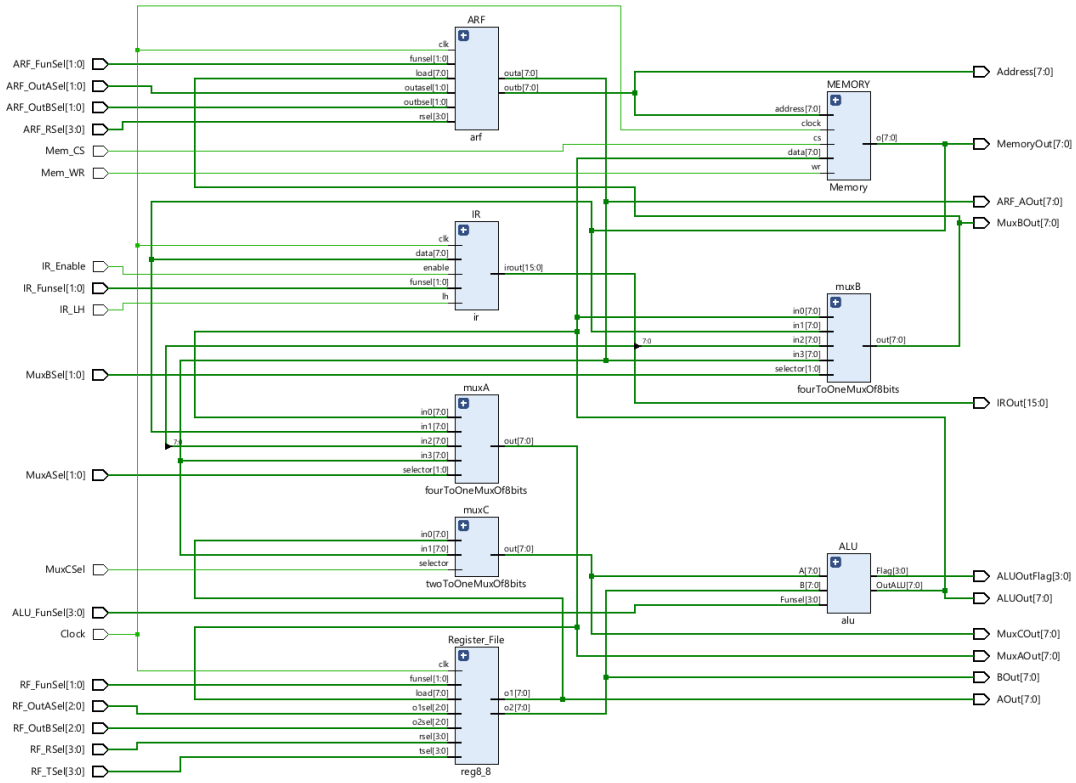 ARF
clk
ARF_FunSel[1:0]
funsel[1:0]
load[7:0]
outa[7:0]
Address[7:0]
ARF_OutASel[1:0]
outasel[1:0]
outb[7:0]
MEMORY
ARF_OutBSel[1:0]
outbsel[1:0]
address[7:0]
rsel[3:0]
ARF_RSel[3:0]
arf
clock
cs
o[7:0]
MemoryOut[7:0]
Mem_CS
data[7:0]
wr
Mem_WR
Memory
ARF_AOut[7:0]
IR
MuxBOut[7:0]
clk
data[7:0]
IR_Enable
enable
irout[15:0]
IR_Funsel[1:0]
funsel[1:0]
muxB
IR_LH
lh
ir
in0[7:0]
in1[7:0]
7:0
in2[7:0]
out[7:0]
in3[7:0]
MuxBSel[1:0]
selector[1:0]
fourToOneMuxOf8bits
muxA
IROut[15:0]
in0[7:0]
in1[7:0]
7:0
in2[7:0]
out[7:0]
in3[7:0]
MuxASel[1:0]
selector[1:0]
fourToOneMuxOf8bits
muxC
in0[7:0]
in1[7:0]
out[7:0]
ALU
MuxCSel
selector
twoToOneMuxOf8bits
A[7:0]
Flag[3:0]
ALUOutFlag[3:0]
B[7:0]
OutALU[7:0]
ALUOut[7:0]
Funsel[3:0]
ALU_FunSel[3:0]
alu
Clock
MuxCOut[7:0]
Register_File
MuxAOut[7:0]
clk
BOut[7:0]
RF_FunSel[1:0]
funsel[1:0]
load[7:0]
o1[7:0]
AOut[7:0]
RF_OutASel[2:0]
o1sel[2:0]
o2[7:0]
RF_OutBSel[2:0]
o2sel[2:0]
rsel[3:0]
RF_RSel[3:0]
tsel[3:0]
RF_TSel[3:0]
reg8_8